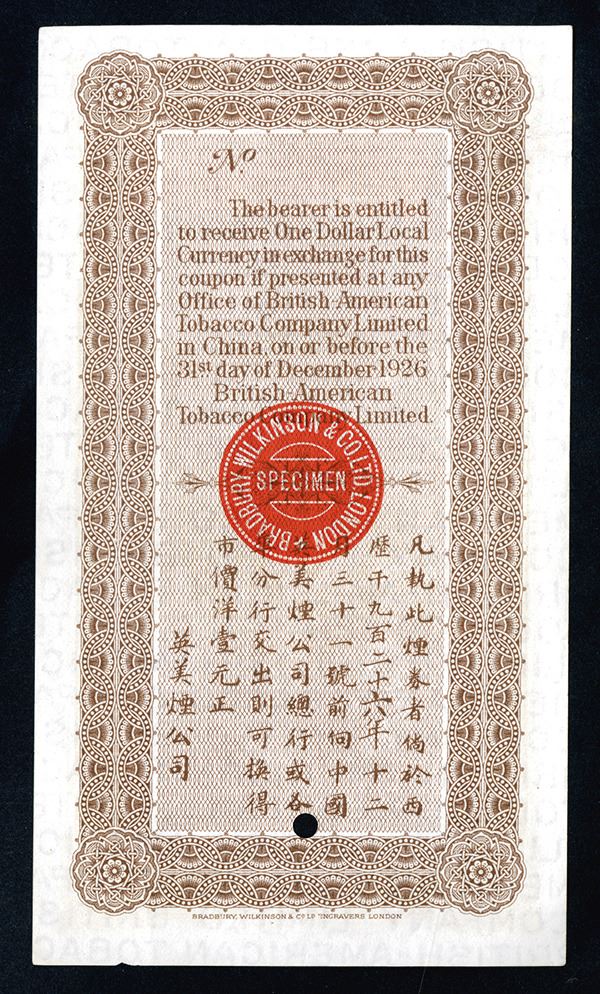 No.
The bearer is entitled
to receive One Dollar Local
Currency in exchange for this
coupon if presented at any
Office of British-American
Tobacco Company Limited
in China, on or before the
31st day of December 1926
British-American
Tobacco Company Limited.
BRADBURY, WILKINSON & CO LTD LONDON
SPECIMEN
凡執此煙券者倘於西
歷千九百二十六年十二
月三十一號前向中國
英美煙公司總行或各
分行交出則可換得
市價洋壹元正
英美煙公司
BRADBURY, WILKINSON & Co. LD. ENGRAVERS LONDON